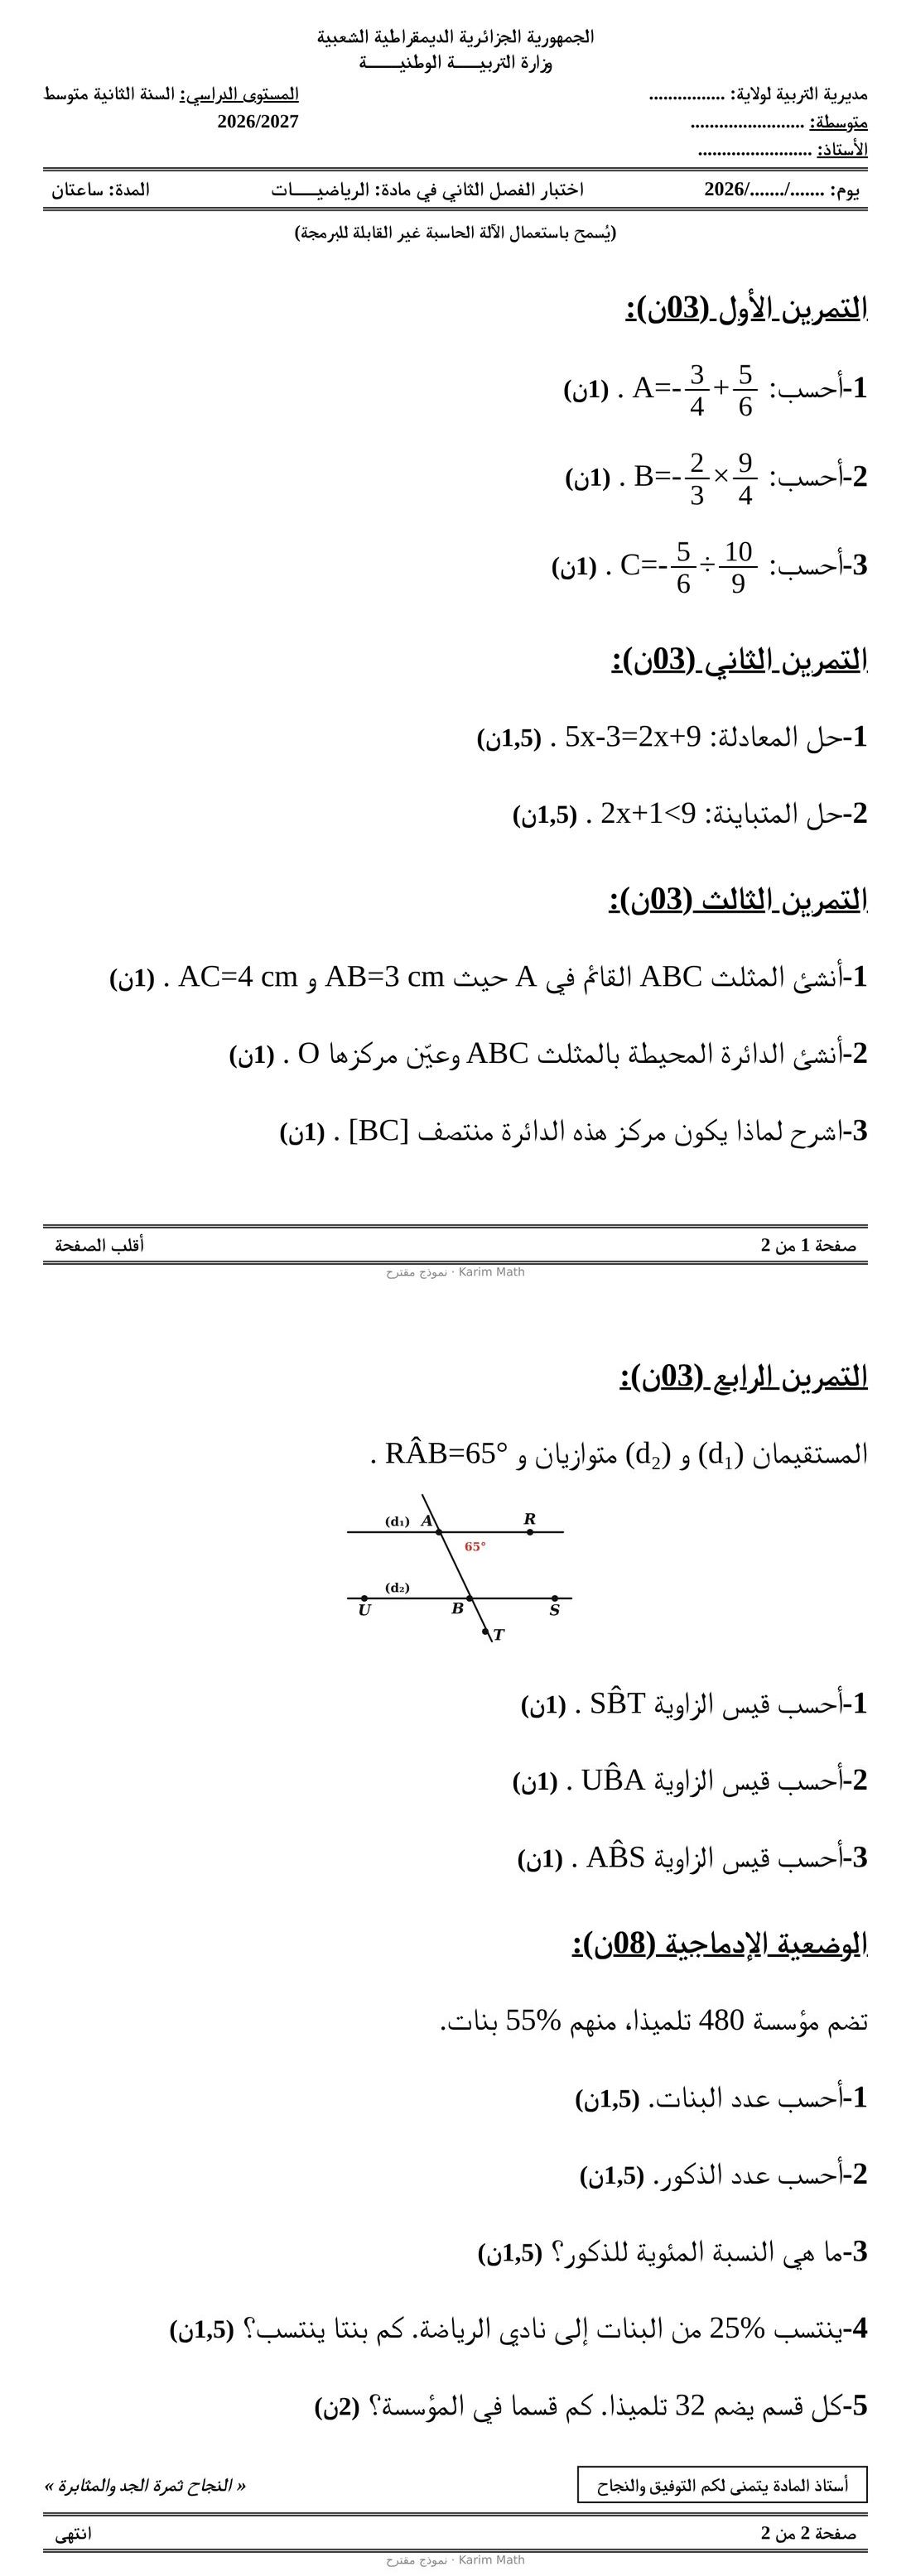 الجمهورية الجزائرية الديمقراطية الشعبية
وزارة التربيـــــة الوطنيـــــــة
مديرية التربية لولاية: ................
المستوى الدراسي: السنة الثانية متوسط
متوسطة: ........................
2026/2027
الأستاذ: ........................
يوم: ......./......./2026
اختبار الفصل الثاني في مادة: الرياضيـــــات
المدة: ساعتان
(يُسمح باستعمال الآلة الحاسبة غير القابلة للبرمجة)
التمرين الأول (03ن):
1-أحسب: A=-3/4+5/6 . (1ن)
2-أحسب: B=-2/3×9/4 . (1ن)
3-أحسب: C=-5/6÷10/9 . (1ن)
التمرين الثاني (03ن):
1-حل المعادلة: 5x-3=2x+9 . (1,5ن)
2-حل المتباينة: 2x+1<9 . (1,5ن)
التمرين الثالث (03ن):
1-أنشئ المثلث ABC القائم في A حيث AB=3 cm و AC=4 cm . (1ن)
2-أنشئ الدائرة المحيطة بالمثلث ABC وعيّن مركزها O . (1ن)
3-اشرح لماذا يكون مركز هذه الدائرة منتصف [BC] . (1ن)
صفحة 1 من 2
أقلب الصفحة
نموذج مقترح · Karim Math
التمرين الرابع (03ن):
المستقيمان (d₁) و (d₂) متوازيان و RÂB=65° .
(d₁) A R
65°
(d₂)
U B S
T
1-أحسب قيس الزاوية SB̂T . (1ن)
2-أحسب قيس الزاوية UB̂A . (1ن)
3-أحسب قيس الزاوية AB̂S . (1ن)
الوضعية الإدماجية (08ن):
تضم مؤسسة 480 تلميذا، منهم 55% بنات.
1-أحسب عدد البنات. (1,5ن)
2-أحسب عدد الذكور. (1,5ن)
3-ما هي النسبة المئوية للذكور؟ (1,5ن)
4-ينتسب 25% من البنات إلى نادي الرياضة. كم بنتا ينتسب؟ (1,5ن)
5-كل قسم يضم 32 تلميذا. كم قسما في المؤسسة؟ (2ن)
أستاذ المادة يتمنى لكم التوفيق والنجاح
« النجاح ثمرة الجد والمثابرة »
صفحة 2 من 2
انتهى
نموذج مقترح · Karim Math